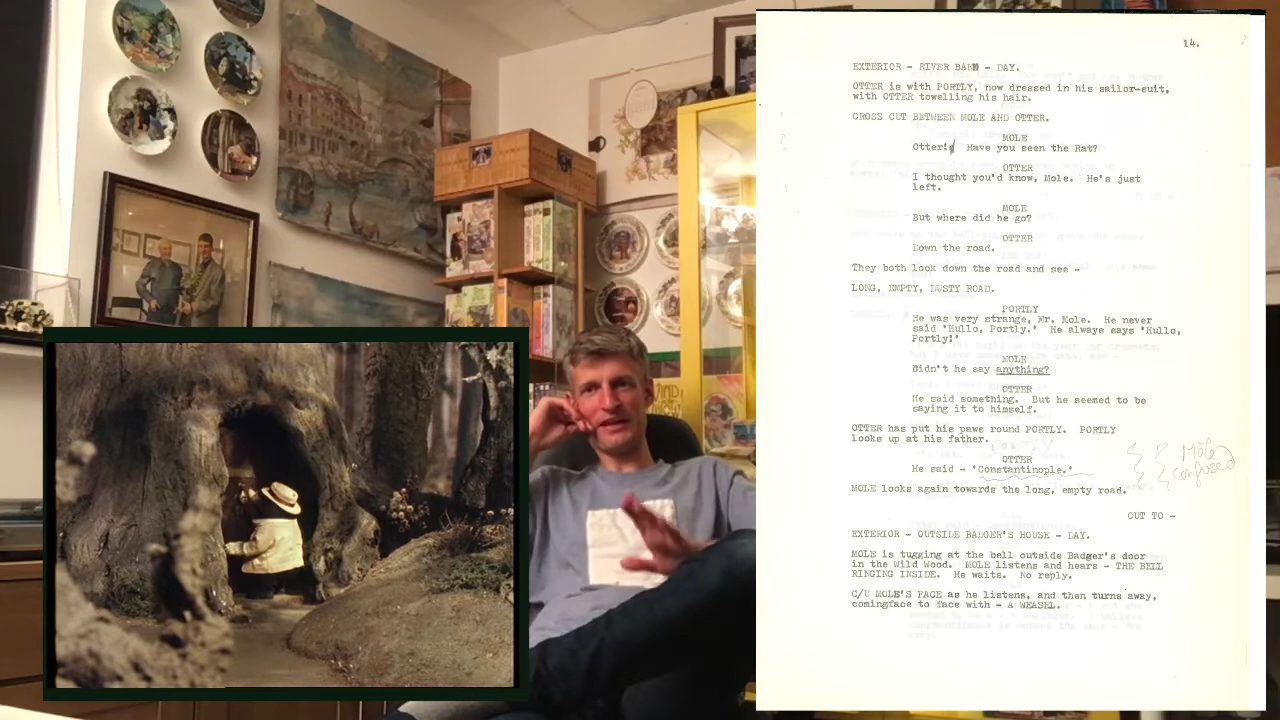 14.
EXTERIOR - RIVER BANK - DAY.
OTTER is with PORTLY, now dressed in his sailor-suit,
with OTTER towelling his hair.
CROSS CUT BETWEEN MOLE AND OTTER.
MOLE
Otter! Have you seen the Rat?
OTTER
I thought you'd know, Mole. He's just
left.
MOLE
But where did he go?
OTTER
Down the road.
They both look down the road and see -
LONG, EMPTY, DUSTY ROAD.
PORTLY
He was very strange, Mr. Mole. He never
said 'Hullo, Portly.' He always says 'Hullo,
Portly!'
MOLE
Didn't he say anything?
OTTER
He said something. But he seemed to be
saying it to himself.
OTTER has put his paws round PORTLY. PORTLY
looks up at his father.
PORTLY
OTTER
He said - 'Constantinople.'
Mole
confused
MOLE looks again towards the long, empty road.
CUT TO -
EXTERIOR - OUTSIDE BADGER'S HOUSE - DAY.
MOLE is tugging at the bell outside Badger's door
in the Wild Wood. MOLE listens and hears - THE BELL
RINGING INSIDE. He waits. No reply.
C/U MOLE'S FACE as he listens, and then turns away,
comingface to face with - A WEASEL.